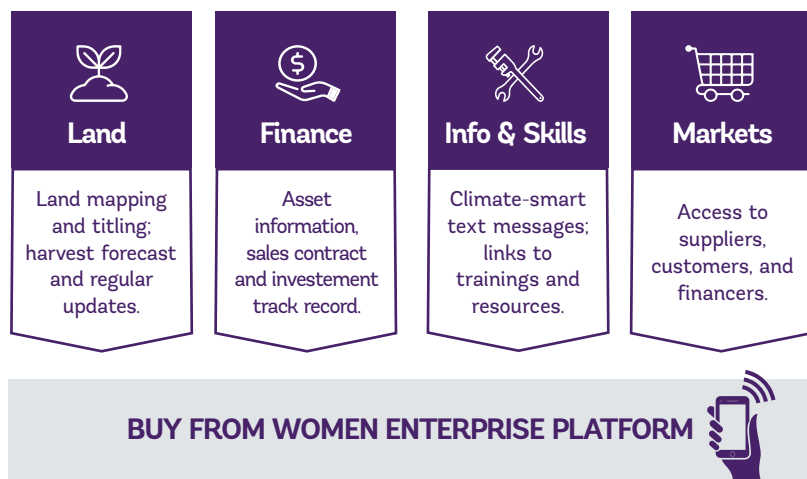 Land
Land mapping
and titling;
harvest forecast
and regular
updates.
Finance
Asset
information,
sales contract
and investement
track record.
Info & Skills
Climate-smart
text messages;
links to
trainings and
resources.
Markets
Access to
suppliers,
customers, and
financers.
BUY FROM WOMEN ENTERPRISE PLATFORM